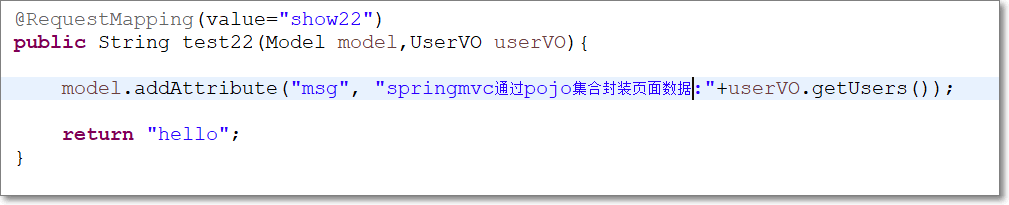 @RequestMapping(value="show22")
public String test22(Model model,UserVO userVO){
model.addAttribute("msg", "springmvc通过pojo集合封装页面数据:"+userVO.getUsers());
return "hello";
}